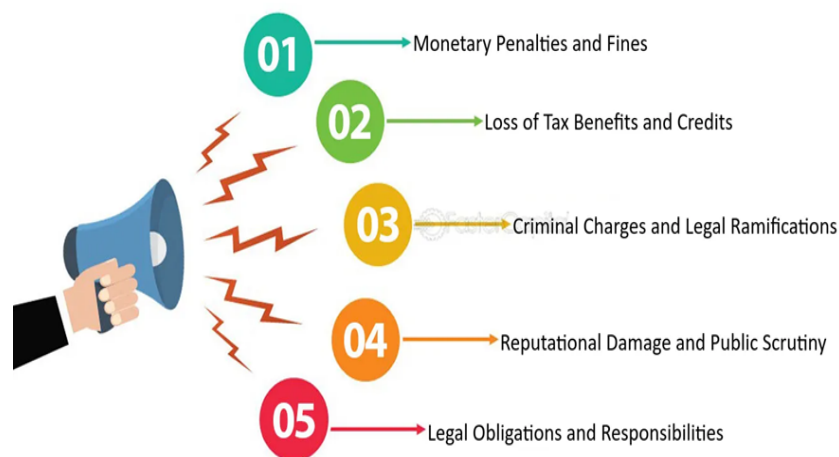 01
Monetary Penalties and Fines
02
Loss of Tax Benefits and Credits
03
FasterCapital
Criminal Charges and Legal Ramifications
04
Reputational Damage and Public Scrutiny
05
Legal Obligations and Responsibilities